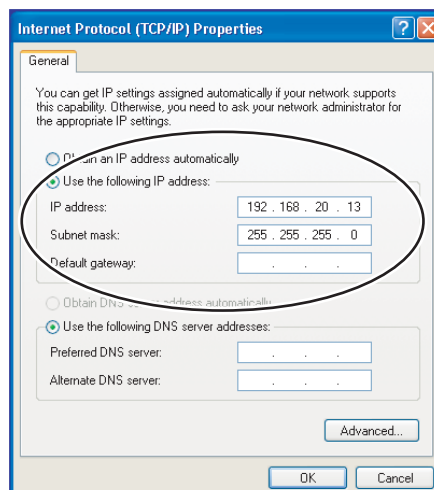 Internet Protocol (TCP/IP) Properties
General
You can get IP settings assigned automatically if your network supports
this capability. Otherwise, you need to ask your network administrator for
the appropriate IP settings.
Obtain an IP address automatically
Use the following IP address:
IP address: 192 . 168 . 20 . 13
Subnet mask: 255 . 255 . 255 . 0
Default gateway: . . .
Obtain DNS server address automatically
Use the following DNS server addresses:
Preferred DNS server: . . .
Alternate DNS server: . . .
Advanced...
OK Cancel